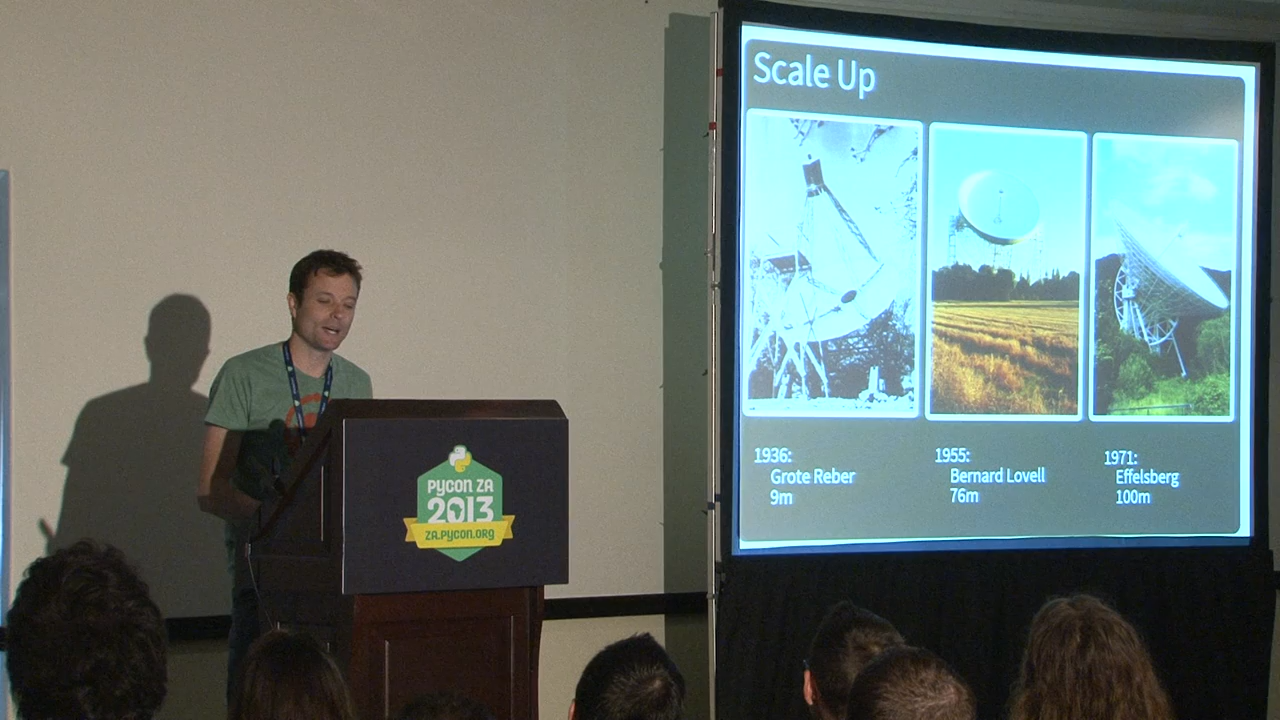 Scale Up
1936:
Grote Reber
9m
1955:
Bernard Lovell
76m
1971:
Effelsberg
100m
PYCON ZA
2013
ZA.PYCON.ORG